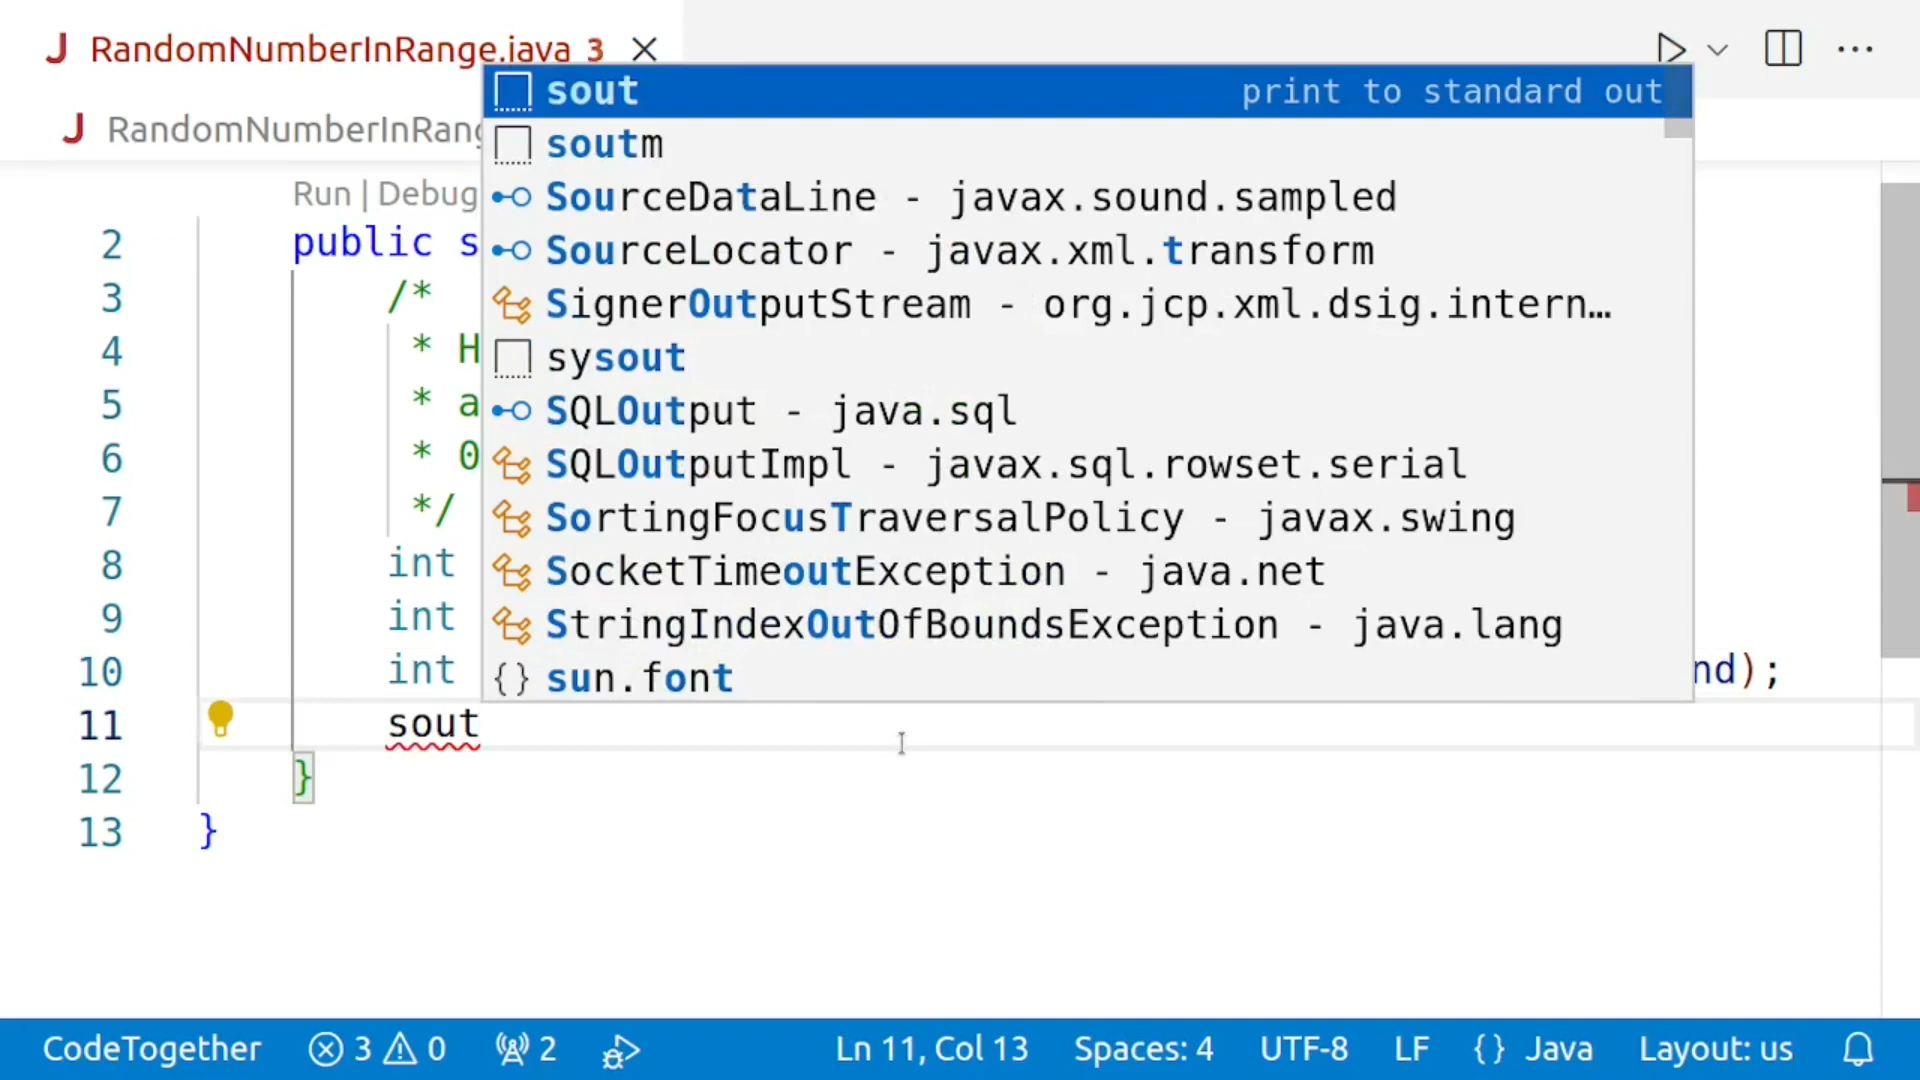 RandomNumberInRange.java 3
RandomNumberInRang
Run | Debug
sout print to standard out
soutm
SourceDataLine - javax.sound.sampled
SourceLocator - javax.xml.transform
SignerOutputStream - org.jcp.xml.dsig.intern…
sysout
SQLOutput - java.sql
SQLOutputImpl - javax.sql.rowset.serial
SortingFocusTraversalPolicy - javax.swing
SocketTimeoutException - java.net
StringIndexOutOfBoundsException - java.lang
{} sun.font
2 public s
3 /*
4 * H
5 * a
6 * 0
7 */
8 int
9 int
10 int nd);
11 sout
12 }
13 }
CodeTogether 3 0 2 Ln 11, Col 13 Spaces: 4 UTF-8 LF {} Java Layout: us